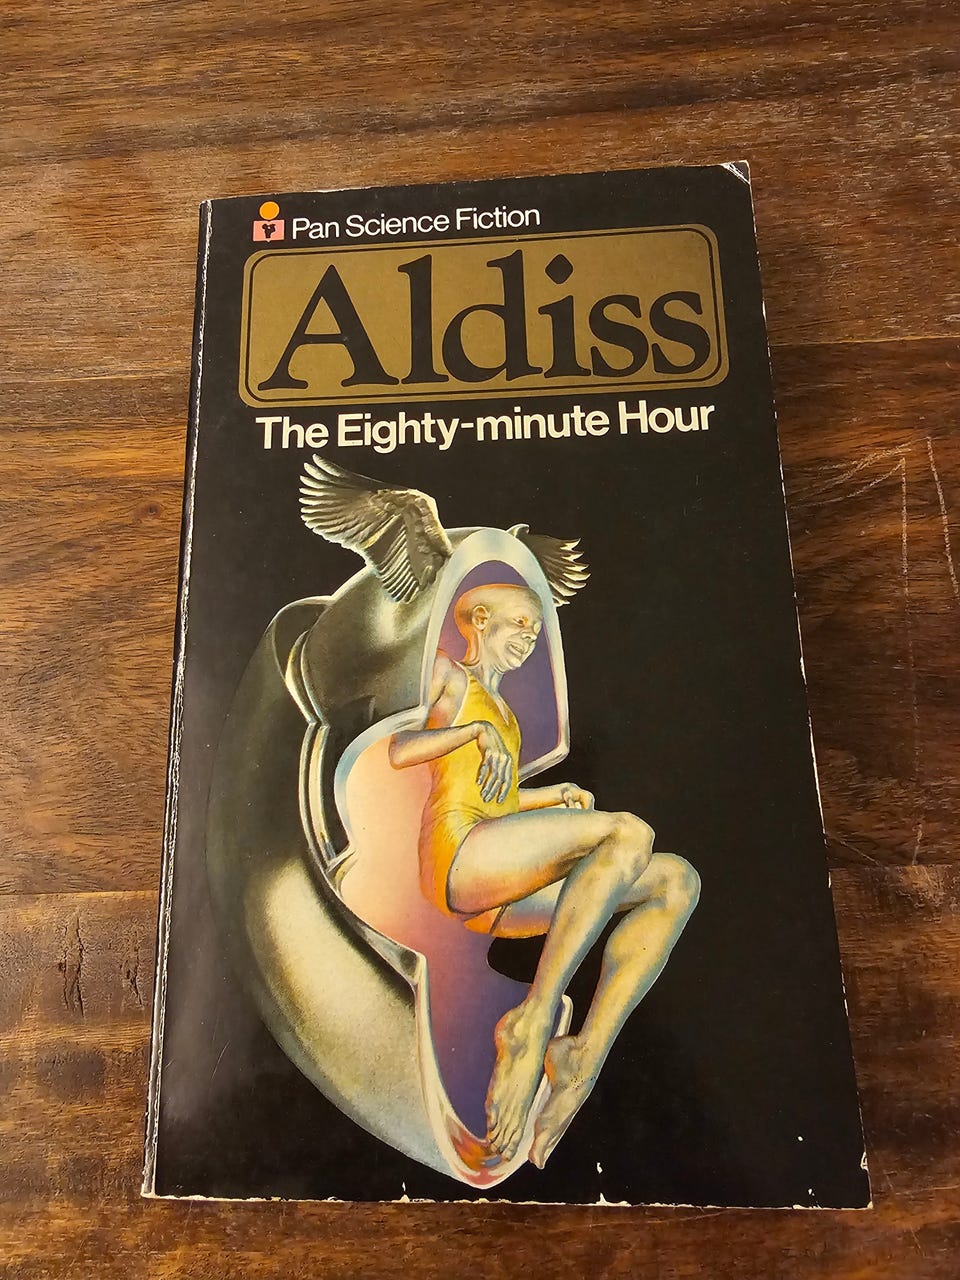 Pan Science Fiction
Aldiss
The Eighty-minute Hour